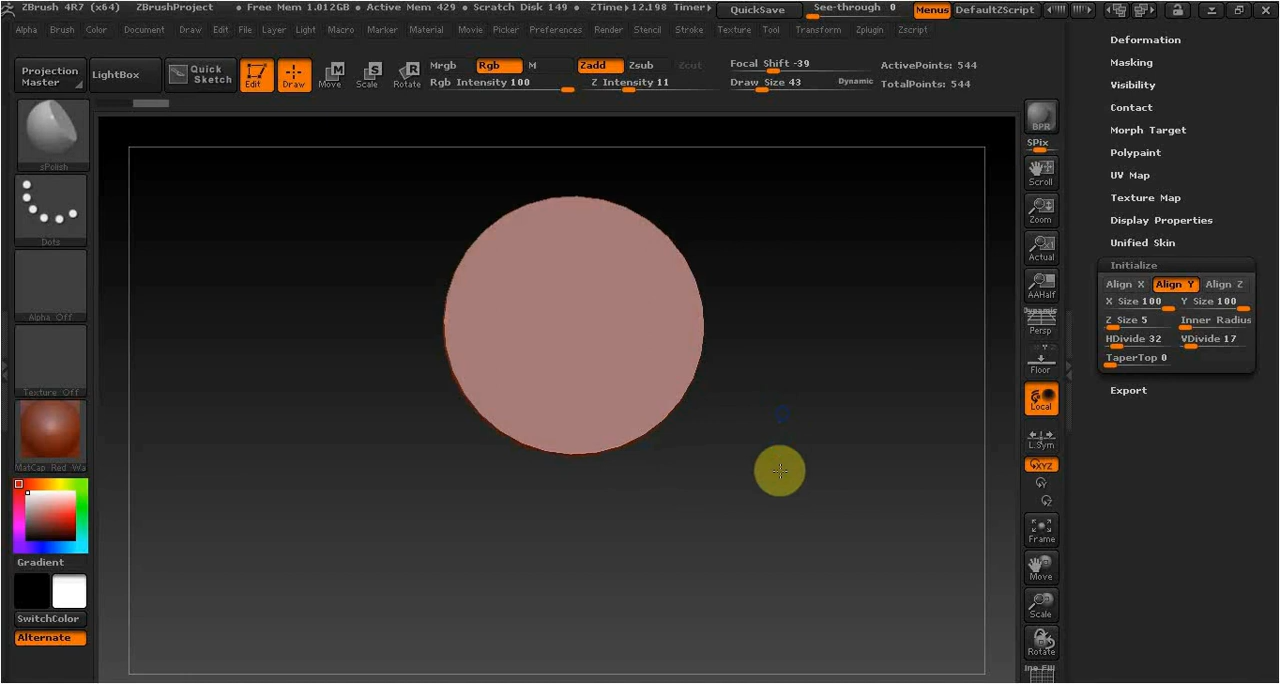 ZBrush 4R7 (x64) ZBrushProject • Free Mem 1.012GB • Active Mem 429 • Scratch Disk 149 • ZTime▶12.198 Timer▶ QuickSave See-through 0 Menus DefaultZScript
Alpha Brush Color Document Draw Edit File Layer Light Macro Marker Material Movie Picker Preferences Render Stencil Stroke Texture Tool Transform Zplugin Zscript
Projection
Master
LightBox
Quick
Sketch
Edit
Draw
Move
Scale
Rotate
Mrgb Rgb M
Rgb Intensity 100
Zadd Zsub Zcut
Z Intensity 11
Focal Shift -39
Draw Size 43 Dynamic
ActivePoints: 544
TotalPoints: 544
sPolish
Dots
Alpha Off
Texture Off
MatCap Red Wa
Gradient
SwitchColor
Alternate
BPR
SPix
Scroll
Zoom
Actual
AAHalf
Dynamic
Persp
Floor
Local
L.Sym
XYZ
Y
Z
Frame
Move
Scale
Rotate
Deformation
Masking
Visibility
Contact
Morph Target
Polypaint
UV Map
Texture Map
Display Properties
Unified Skin
Initialize
Align X Align Y Align Z
X Size 100 Y Size 100
Z Size 5 Inner Radius
HDivide 32 VDivide 17
TaperTop 0
Export